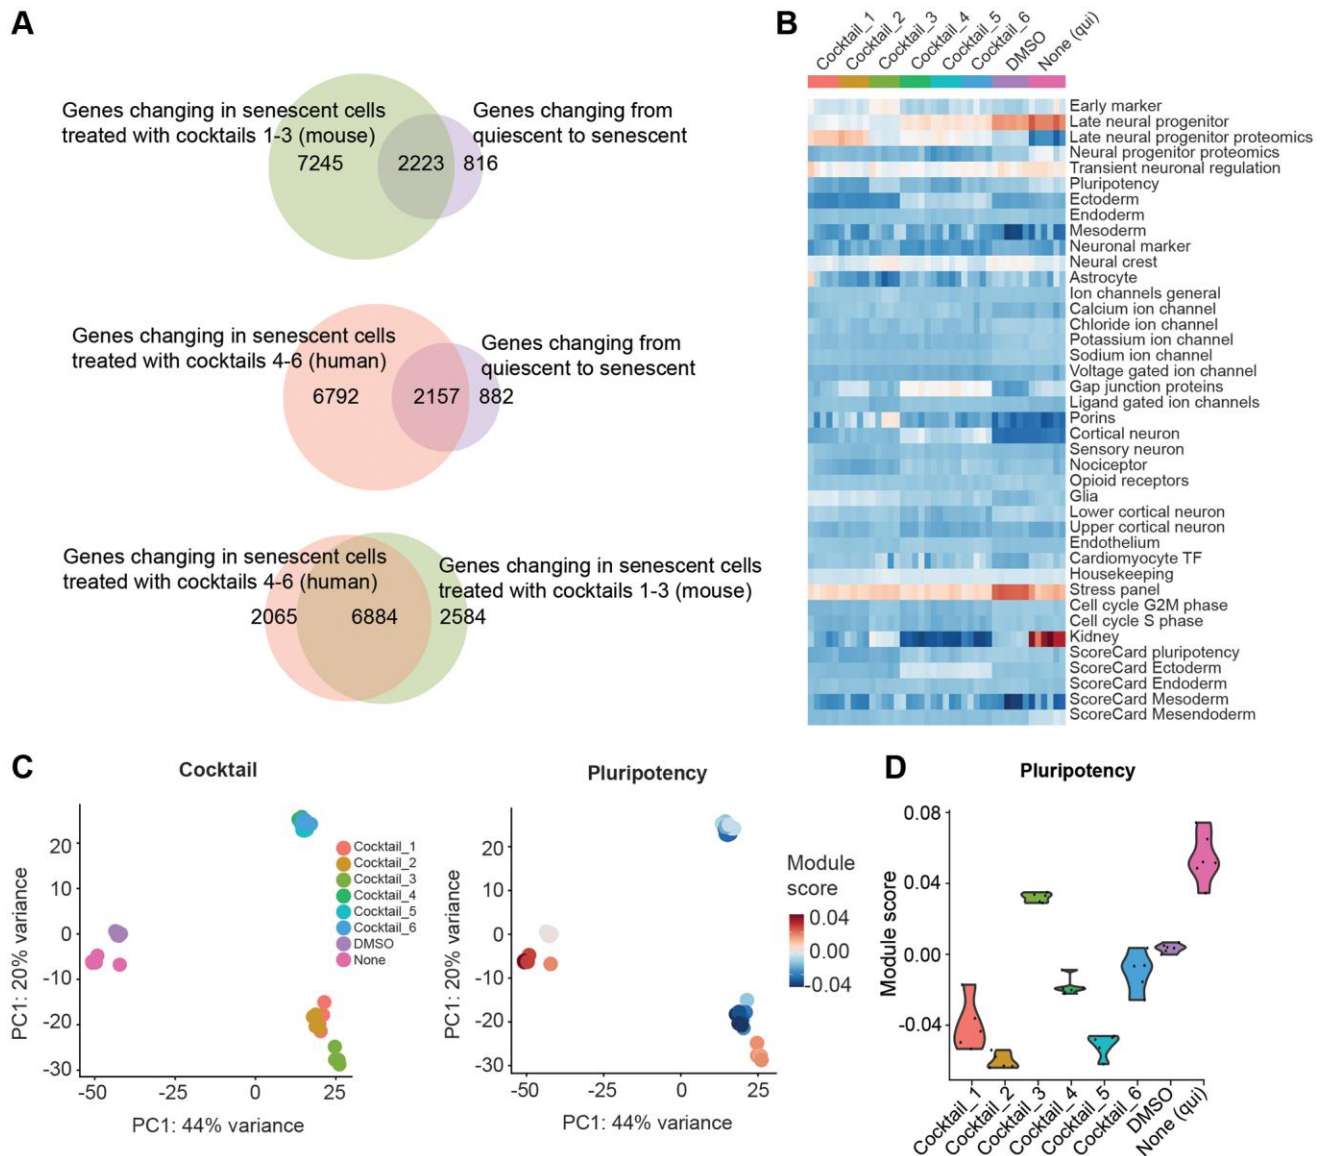 A
Genes changing in senescent cells
treated with cocktails 1-3 (mouse)
Genes changing from
quiescent to senescent
7245
2223
816
Genes changing in senescent cells
treated with cocktails 4-6 (human)
Genes changing from
quiescent to senescent
6792
2157
882
Genes changing in senescent cells
treated with cocktails 4-6 (human)
Genes changing in senescent cells
treated with cocktails 1-3 (mouse)
2065
6884
2584
B
Cocktail_1
Cocktail_2
Cocktail_3
Cocktail_4
Cocktail_5
Cocktail_6
DMSO
None (qui)
Early marker
Late neural progenitor
Late neural progenitor proteomics
Neural progenitor proteomics
Transient neuronal regulation
Pluripotency
Ectoderm
Endoderm
Mesoderm
Neuronal marker
Neural crest
Astrocyte
Ion channels general
Calcium ion channel
Chloride ion channel
Potassium ion channel
Sodium ion channel
Voltage gated ion channel
Gap junction proteins
Ligand gated ion channels
Porins
Cortical neuron
Sensory neuron
Nociceptor
Opioid receptors
Glia
Lower cortical neuron
Upper cortical neuron
Endothelium
Cardiomyocyte TF
Housekeeping
Stress panel
Cell cycle G2M phase
Cell cycle S phase
Kidney
ScoreCard pluripotency
ScoreCard Ectoderm
ScoreCard Endoderm
ScoreCard Mesoderm
ScoreCard Mesendoderm
C
Cocktail
PC1: 20% variance
20
10
0
-10
-20
-30
-50
-25
0
25
PC1: 44% variance
Cocktail_1
Cocktail_2
Cocktail_3
Cocktail_4
Cocktail_5
Cocktail_6
DMSO
None
Pluripotency
PC1: 20% variance
20
10
0
-10
-20
-30
-50
-25
0
25
PC1: 44% variance
Module
score
0.04
0.00
-0.04
D
Pluripotency
Module score
0.08
0.04
0.00
-0.04
Cocktail_1
Cocktail_2
Cocktail_3
Cocktail_4
Cocktail_5
Cocktail_6
DMSO
None (qui)